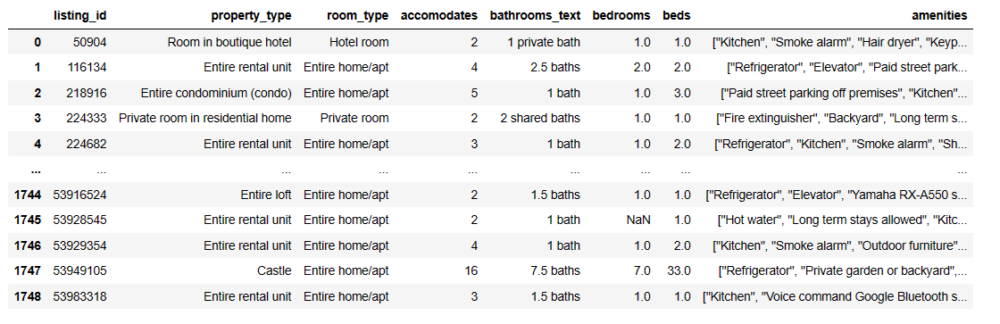 listing_id property_type room_type accomodates bathrooms_text bedrooms beds amenities
0 50904 Room in boutique hotel Hotel room 2 1 private bath 1.0 1.0 ["Kitchen", "Smoke alarm", "Hair dryer", "Keyp...
1 116134 Entire rental unit Entire home/apt 4 2.5 baths 2.0 2.0 ["Refrigerator", "Elevator", "Paid street park...
2 218916 Entire condominium (condo) Entire home/apt 5 1 bath 1.0 3.0 ["Paid street parking off premises", "Kitchen"...
3 224333 Private room in residential home Private room 2 2 shared baths 1.0 1.0 ["Fire extinguisher", "Backyard", "Long term s...
4 224682 Entire rental unit Entire home/apt 3 1 bath 1.0 2.0 ["Refrigerator", "Kitchen", "Smoke alarm", "Sh...
... ... ... ... ... ... ... ... ...
1744 53916524 Entire loft Entire home/apt 2 1.5 baths 1.0 1.0 ["Refrigerator", "Elevator", "Yamaha RX-A550 s...
1745 53928545 Entire rental unit Entire home/apt 2 1 bath NaN 1.0 ["Hot water", "Long term stays allowed", "Kitc...
1746 53929354 Entire rental unit Entire home/apt 4 1 bath 1.0 2.0 ["Kitchen", "Smoke alarm", "Outdoor furniture"...
1747 53949105 Castle Entire home/apt 16 7.5 baths 7.0 33.0 ["Refrigerator", "Private garden or backyard",...
1748 53983318 Entire rental unit Entire home/apt 3 1.5 baths 1.0 1.0 ["Kitchen", "Voice command Google Bluetooth s...